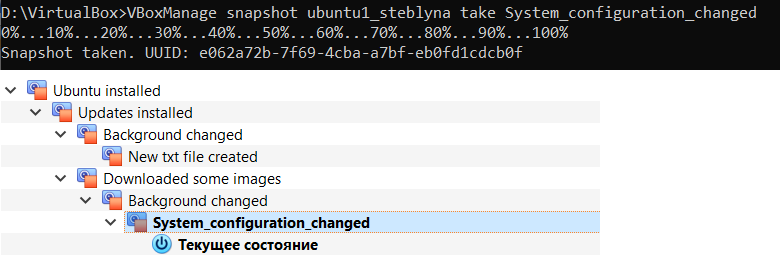 D:\VirtualBox>VBoxManage snapshot ubuntu1_steblyna take System_configuration_changed
0%...10%...20%...30%...40%...50%...60%...70%...80%...90%...100%
Snapshot taken. UUID: e062a72b-7f69-4cba-a7bf-eb0fd1cdcb0f
Ubuntu installed
Updates installed
Background changed
New txt file created
Downloaded some images
Background changed
System_configuration_changed
Текущее состояние